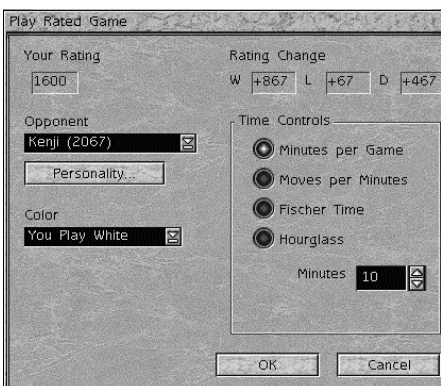 Play Rated Game
Your Rating
1600
Rating Change
W +867 L +67 D +467
Opponent
Kenji (2067)
Personality...
Color
You Play White
Time Controls
Minutes per Game
Moves per Minutes
Fischer Time
Hourglass
Minutes 10
OK
Cancel